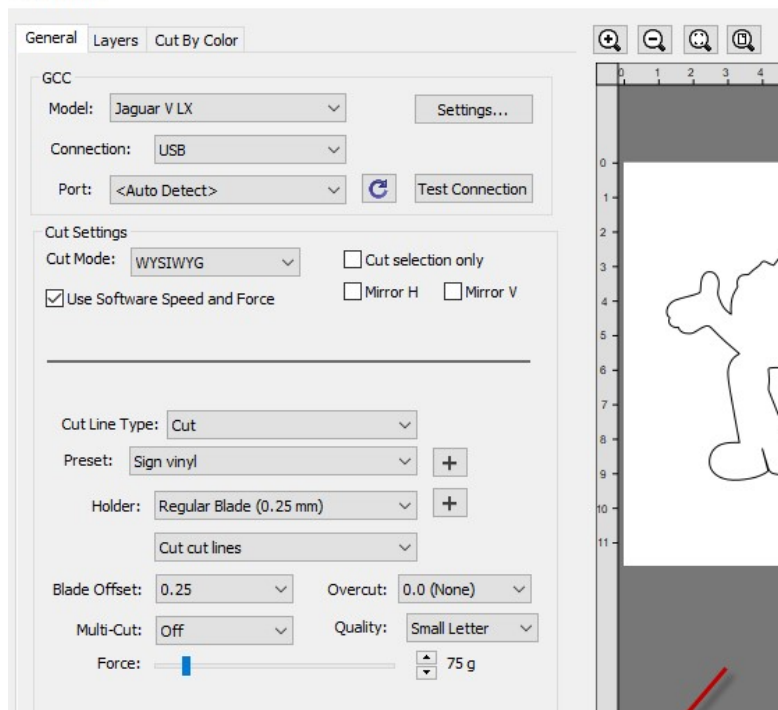 General Layers Cut By Color
GCC
Model: Jaguar V LX Settings...
Connection: USB
Port: <Auto Detect> Test Connection
Cut Settings
Cut Mode: WYSIWYG Cut selection only
Use Software Speed and Force Mirror H Mirror V
Cut Line Type: Cut
Preset: Sign vinyl +
Holder: Regular Blade (0.25 mm) +
Cut cut lines
Blade Offset: 0.25 Overcut: 0.0 (None)
Multi-Cut: Off Quality: Small Letter
Force: 75 g
0 1 2 3 4
0
1
2
3
4
5
6
7
8
9
10
11